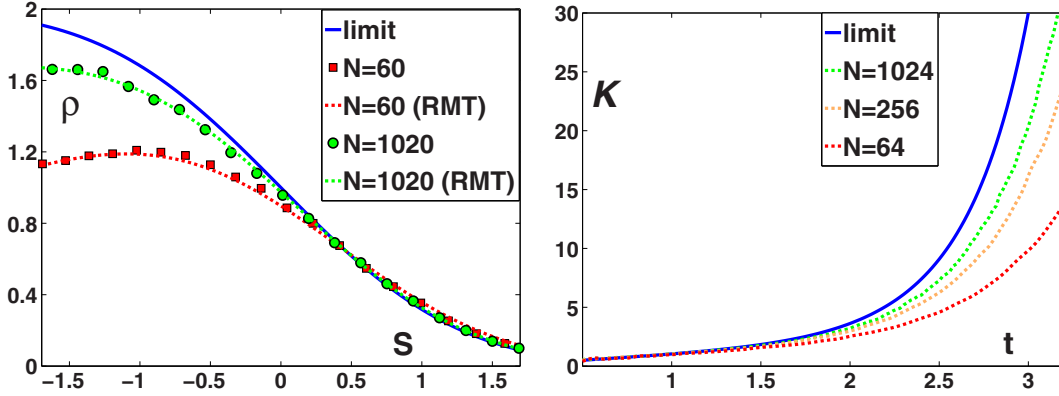 2
1.6
1.2
0.8
0.4
0
ρ
limit
N=60
N=60 (RMT)
N=1020
N=1020 (RMT)
S
−1.5 −1 −0.5 0 0.5 1 1.5
30
25
20
15
10
5
0
K
limit
N=1024
N=256
N=64
t
1 1.5 2 2.5 3